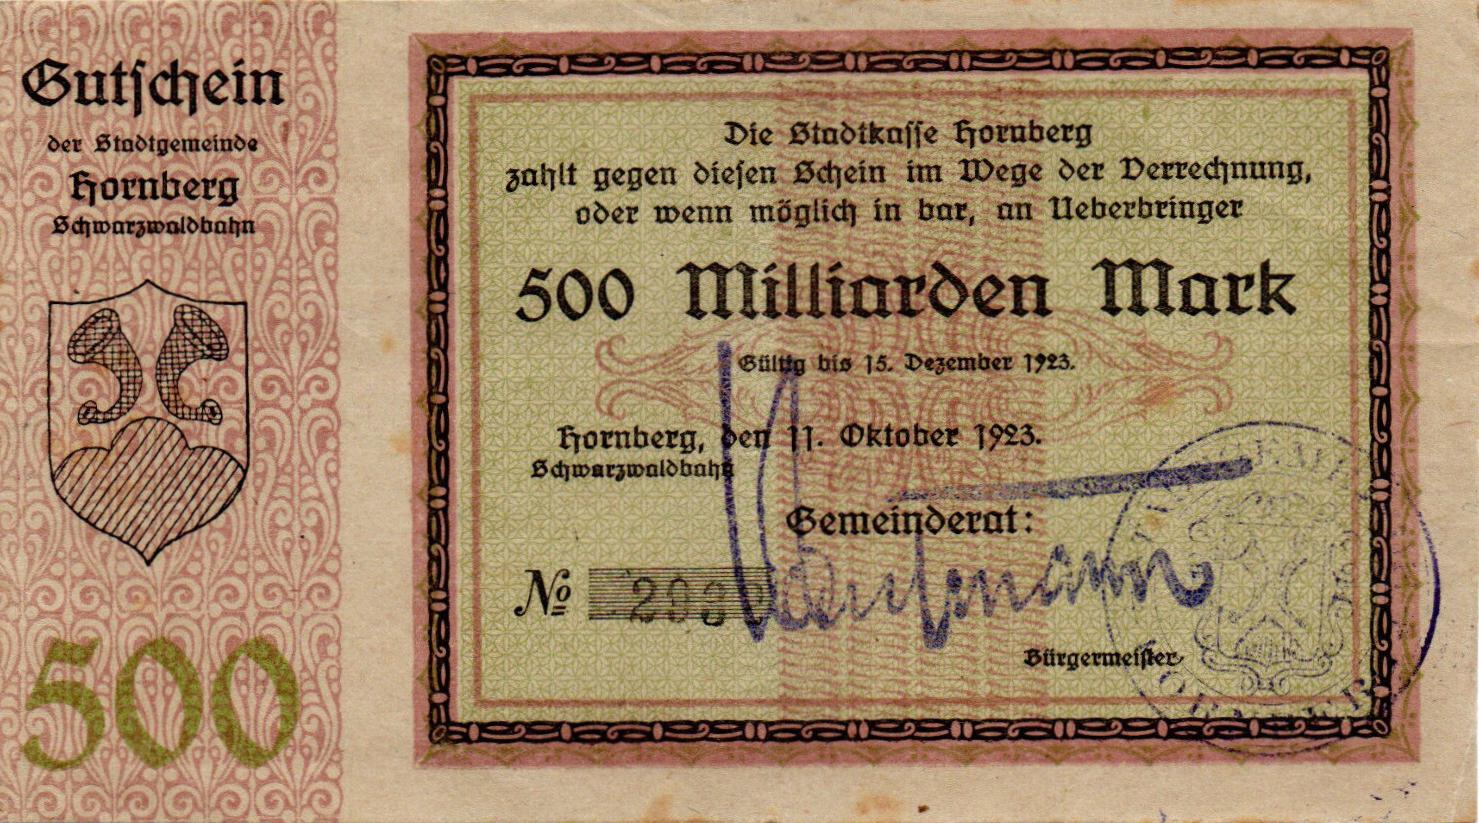 Gutschein
der Stadtgemeinde
Hornberg
Schwarzwaldbahn
500
Die Stadtkasse Hornberg
zahlt gegen diesen Schein im Wege der Verrechnung,
oder wenn möglich in bar, an Ueberbringer
500 Milliarden Mark
Gültig bis 15. Dezember 1923.
Hornberg, den 11. Oktober 1923.
Schwarzwaldbahn
Gemeinderat:
№
Bürgermeister